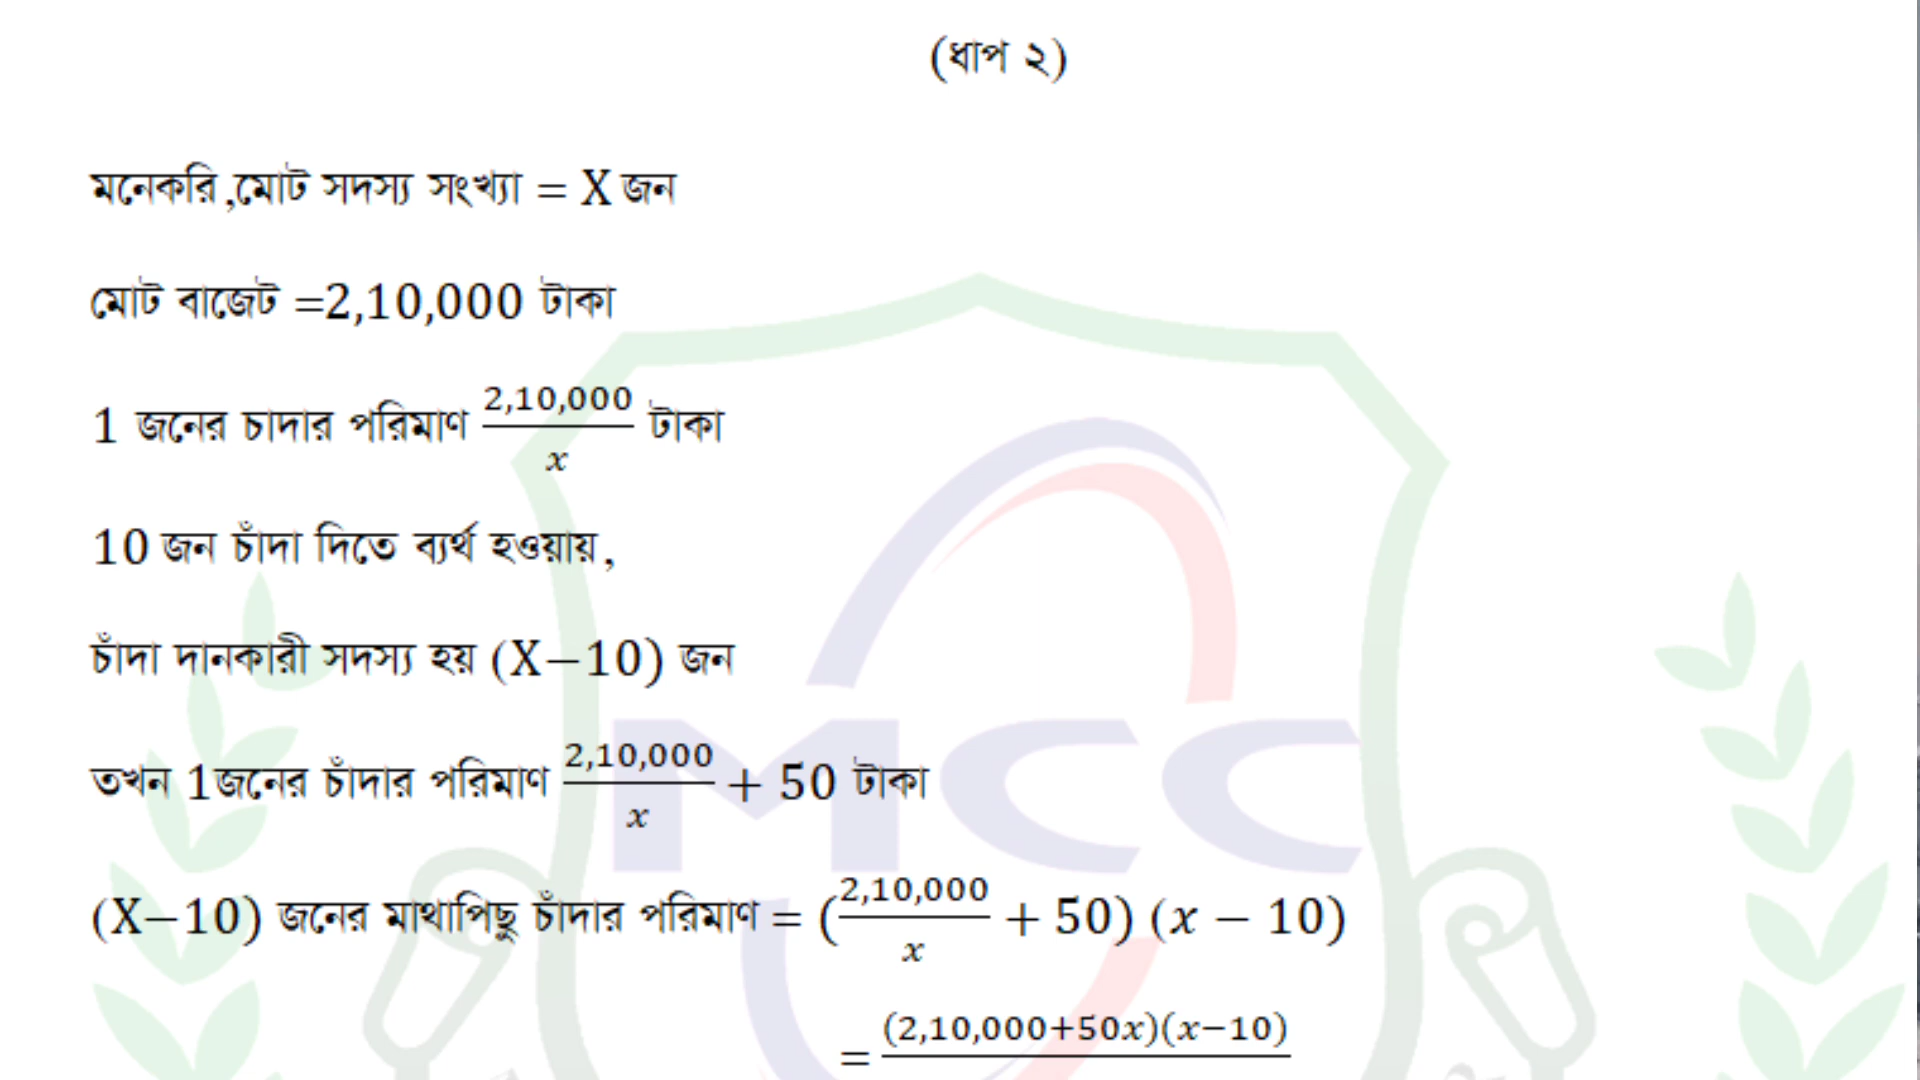 (ধাপ ২)
মনেকরি,মোট সদস্য সংখ্যা = X জন
মোট বাজেট =2,10,000 টাকা
1 জনের চাদার পরিমাণ 2,10,000/x টাকা
10 জন চাঁদা দিতে ব্যর্থ হওয়ায়,
চাঁদা দানকারী সদস্য হয় (X−10) জন
তখন 1জনের চাঁদার পরিমাণ 2,10,000/x + 50 টাকা
(X−10) জনের মাথাপিছু চাঁদার পরিমাণ = (2,10,000/x + 50) (x − 10)
= (2,10,000+50x)(x−10)
MCC